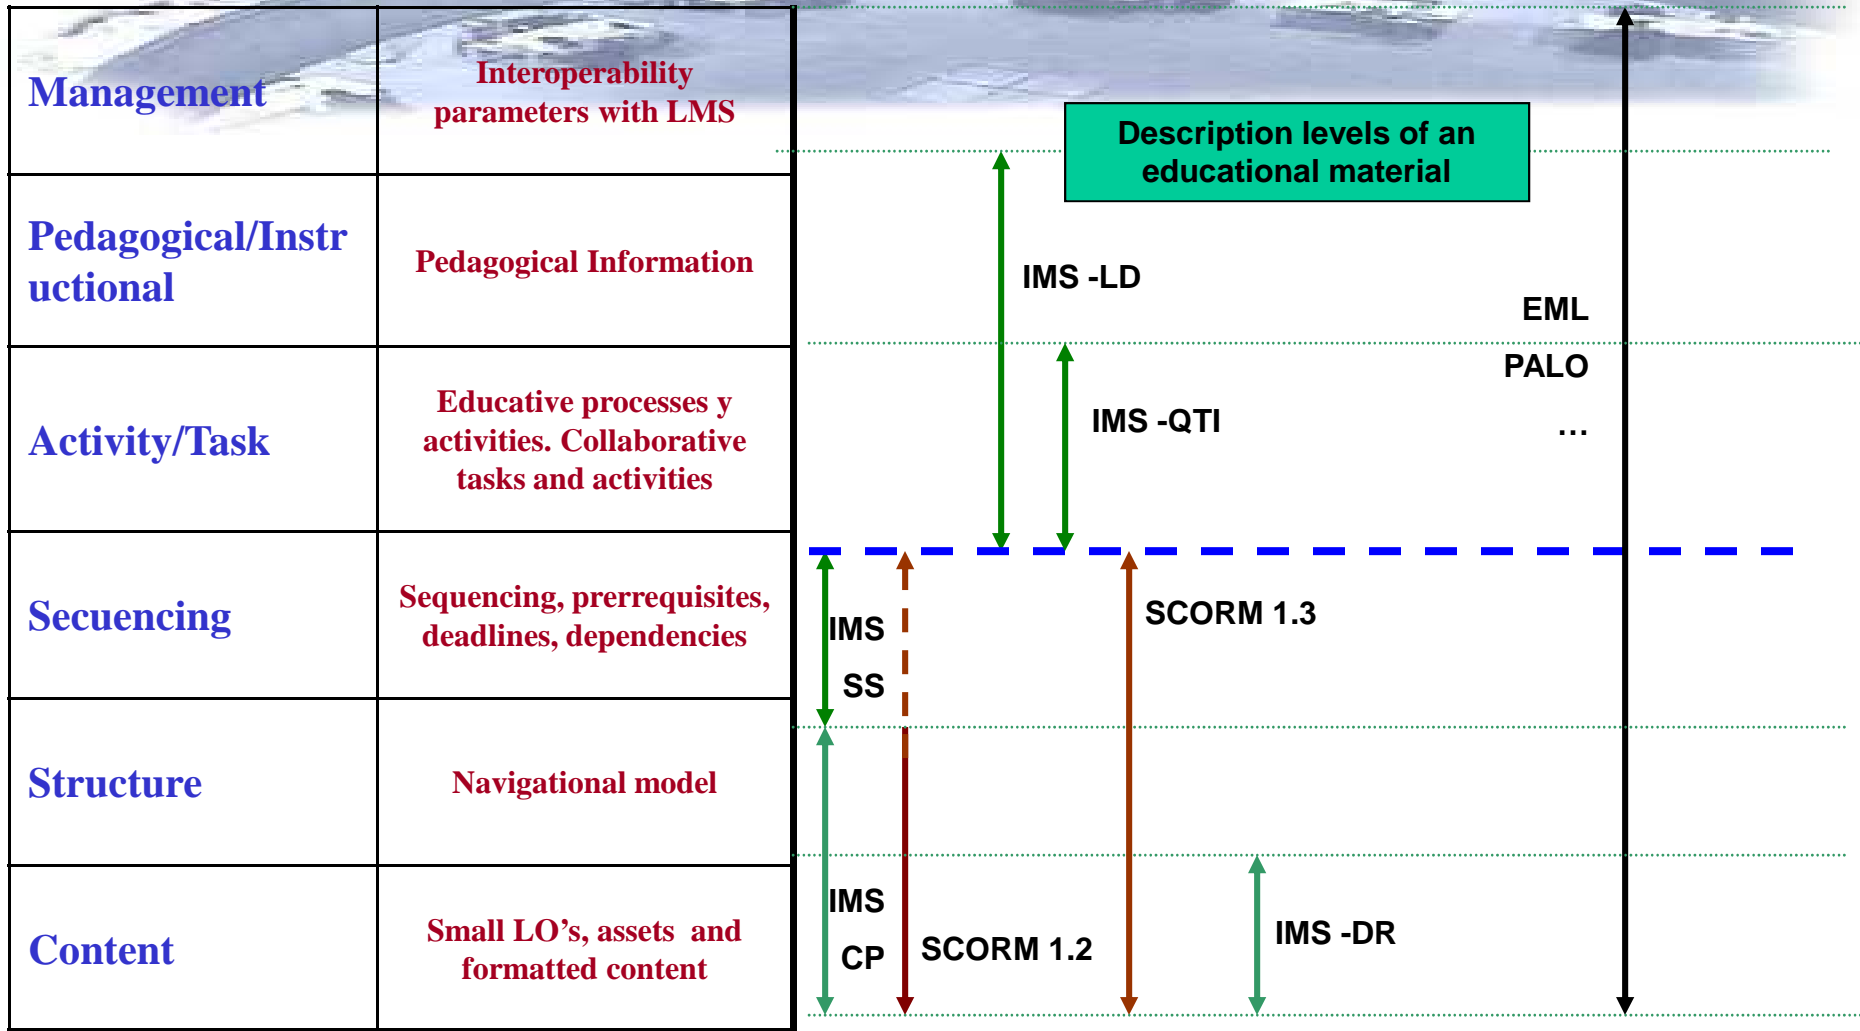 Management
Interoperability
parameters with LMS
Description levels of an
educational material
Pedagogical/Instr
uctional
Pedagogical Information
IMS -LD
EML
PALO
...
Activity/Task
Educative processes y
activities. Collaborative
tasks and activities
IMS -QTI
Secuencing
Sequencing, prerrequisites,
deadlines, dependencies
IMS
SS
SCORM 1.3
Structure
Navigational model
Content
Small LO’s, assets and
formatted content
IMS
CP
SCORM 1.2
IMS -DR